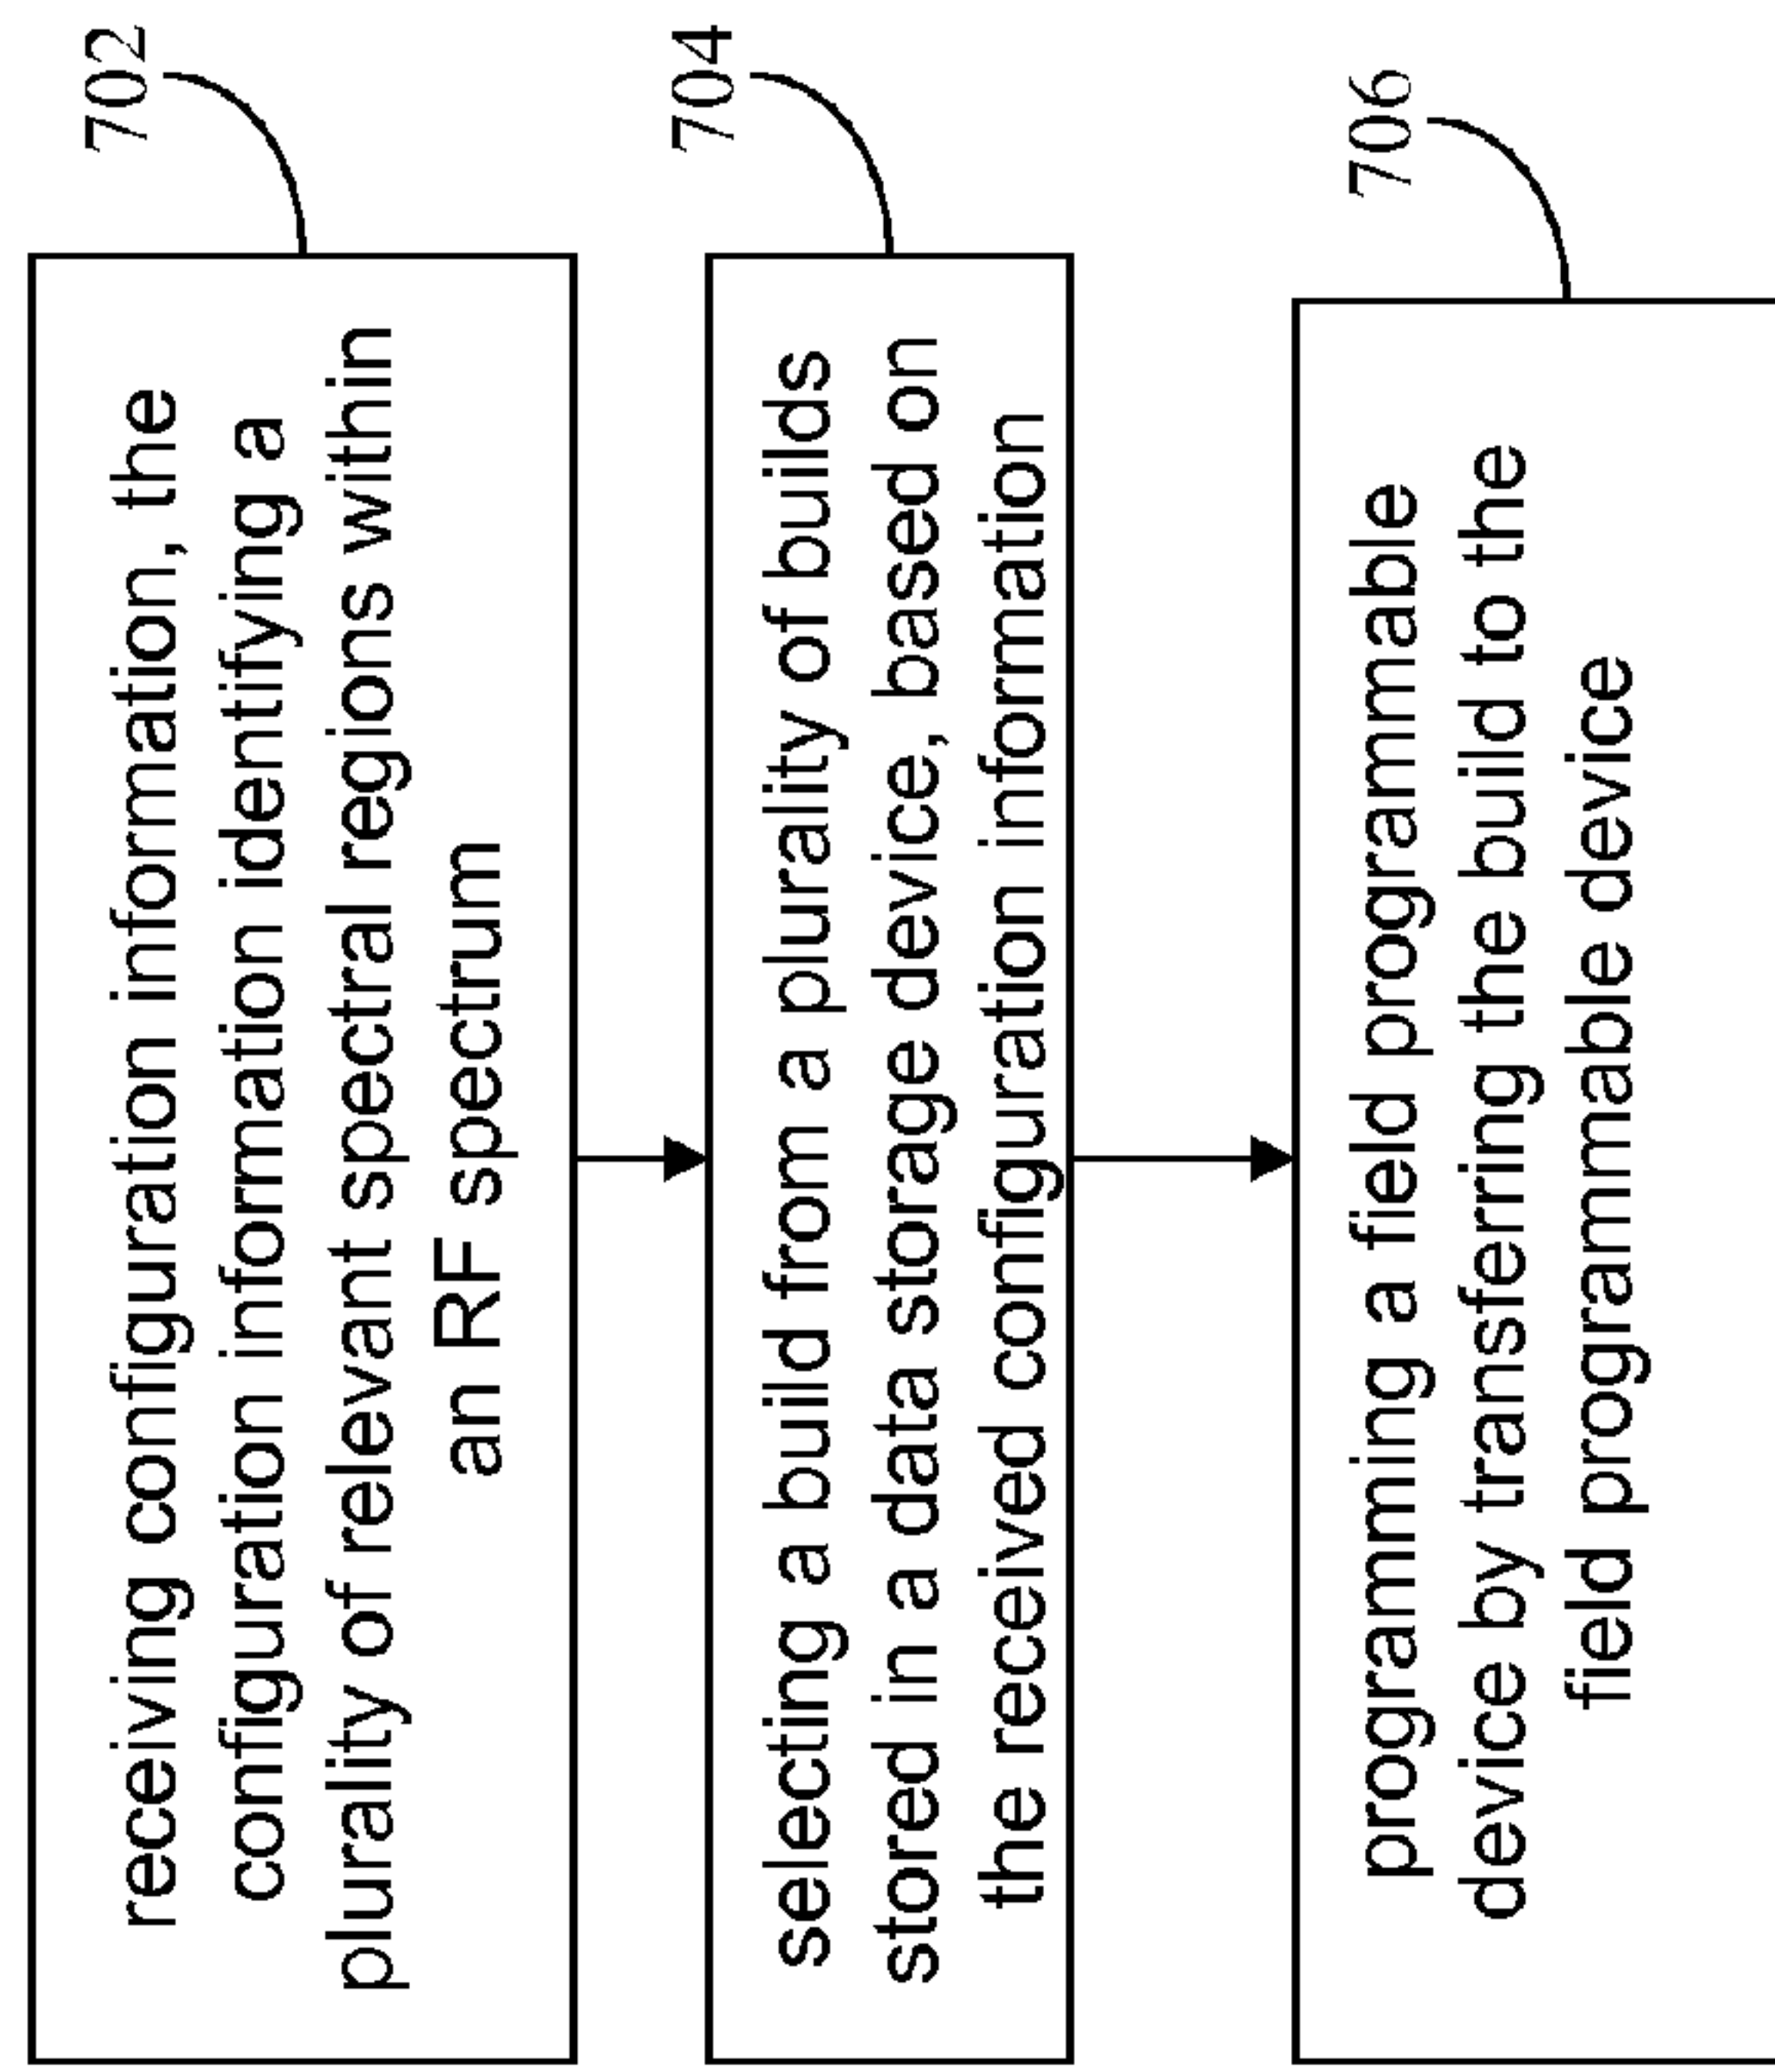 702
receiving configuration information, the
configuration information identifying a
plurality of relevant spectral regions within
an RF spectrum
704
selecting a build from a plurality of builds
stored in a data storage device, based on
the received configuration information
706
programming a field programmable
device by transferring the build to the
field programmable device